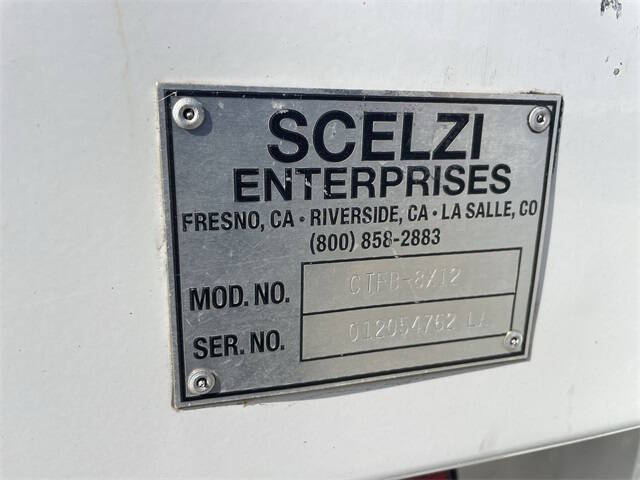 SCELZI
ENTERPRISES
FRESNO, CA • RIVERSIDE, CA • LA SALLE, CO
(800) 858-2883
MOD. NO. CTFB-8X12
SER. NO. 012054762 LA